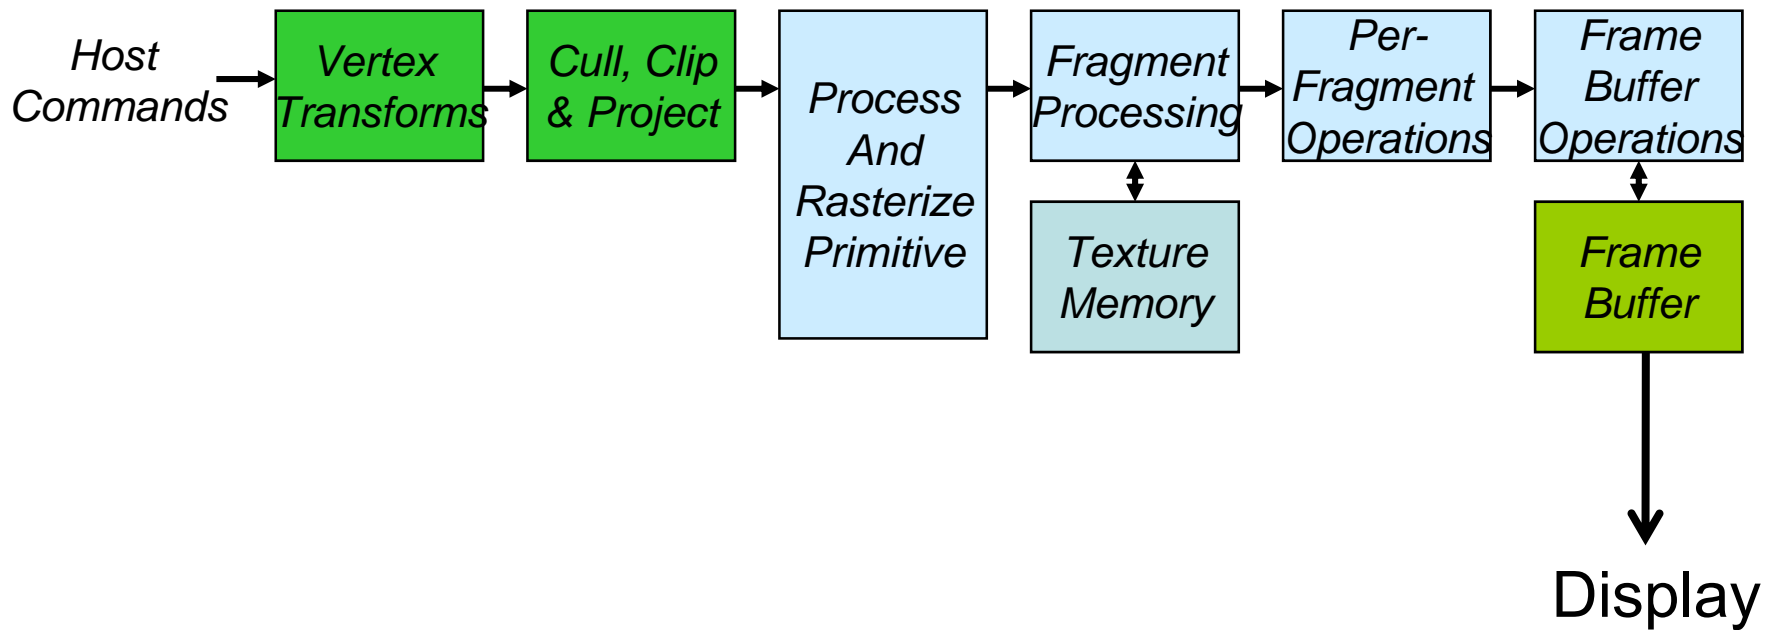 Host
Commands
Vertex
Transforms
Cull, Clip
& Project
Process
And
Rasterize
Primitive
Fragment
Processing
Per-
Fragment
Operations
Frame
Buffer
Operations
Texture
Memory
Frame
Buffer
Display